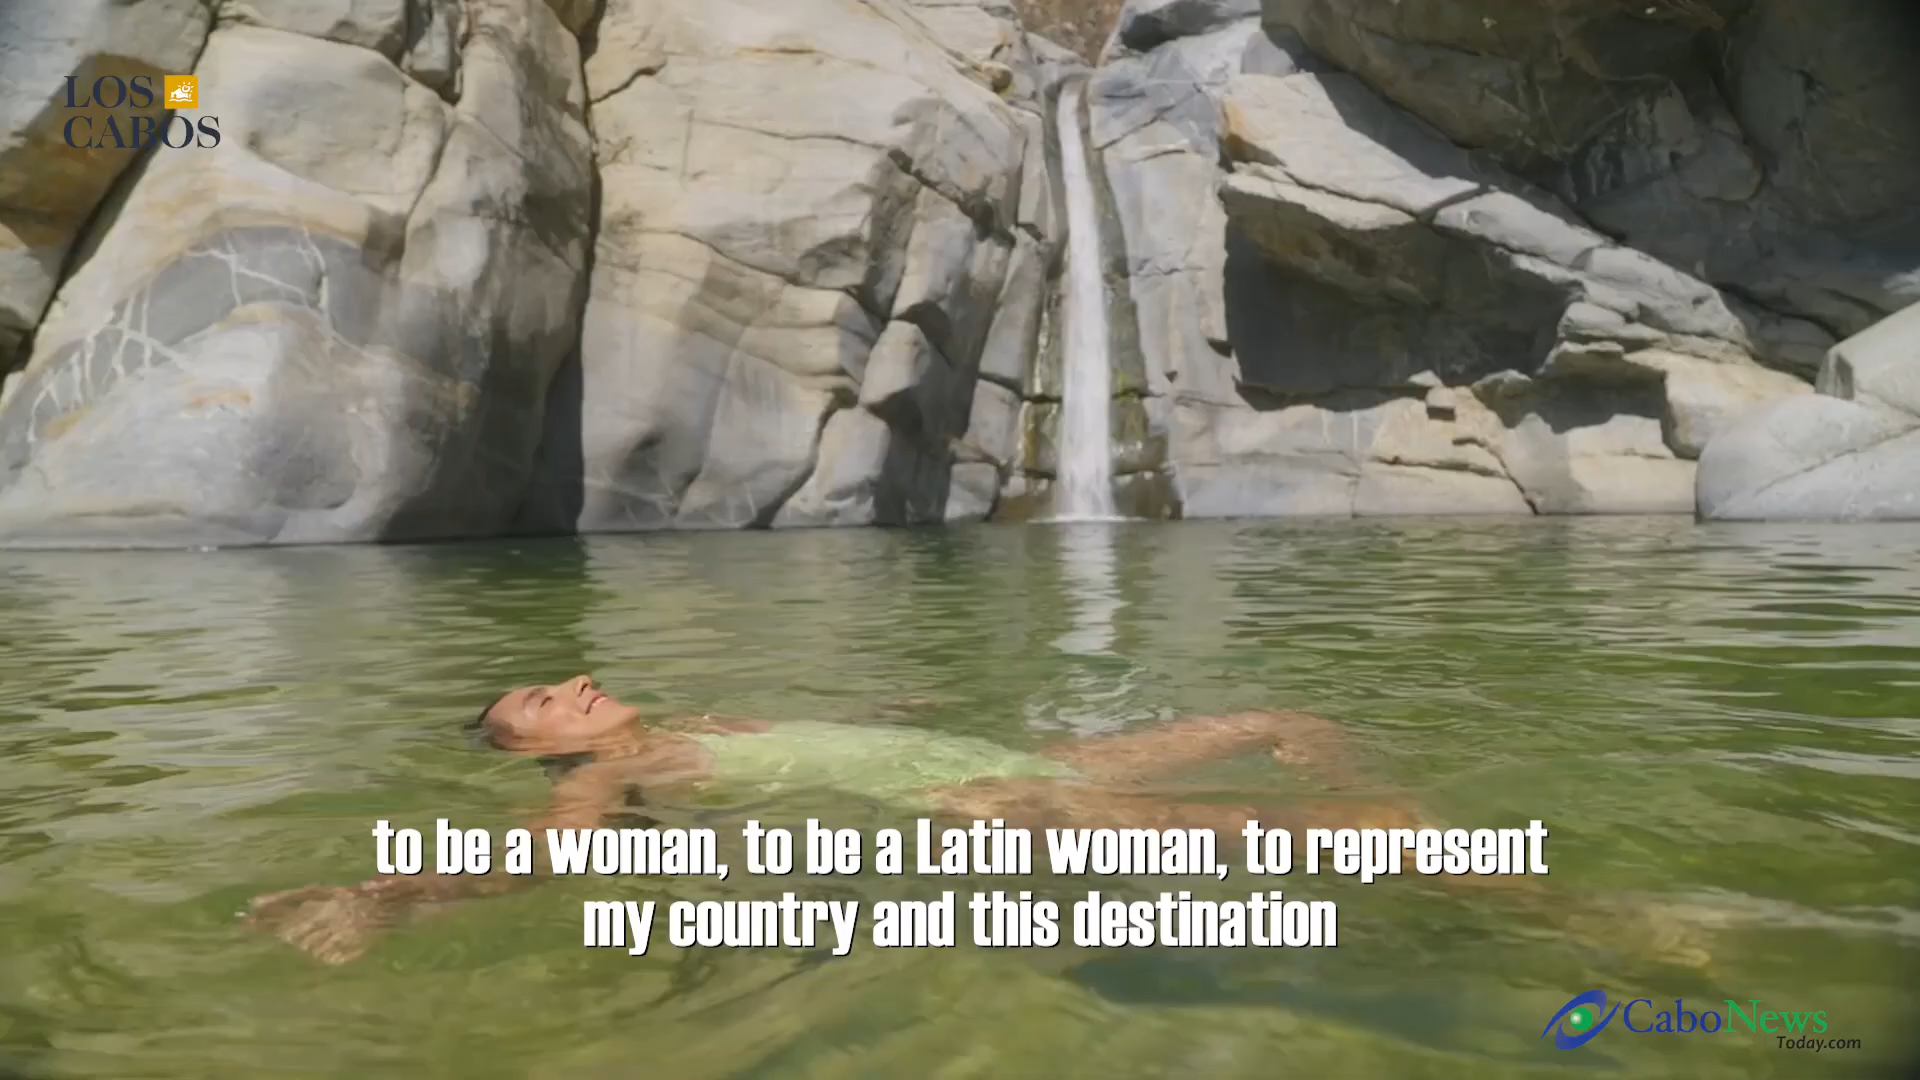 LOS
CABOS
to be a woman, to be a Latin woman, to represent
my country and this destination
CaboNews
Today.com